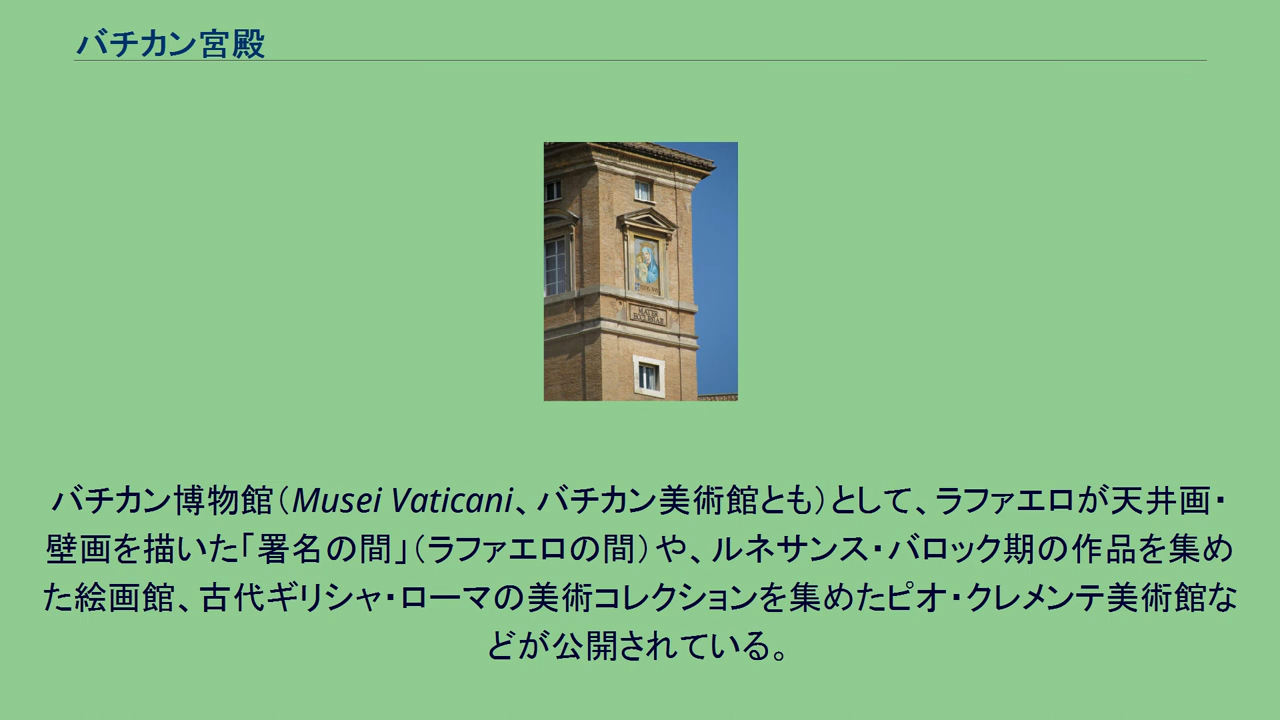 バチカン宮殿
MATER
ECCLESIAE
バチカン博物館（Musei Vaticani、バチカン美術館とも）として、ラファエロが天井画・
壁画を描いた「署名の間」（ラファエロの間）や、ルネサンス・バロック期の作品を集め
た絵画館、古代ギリシャ・ローマの美術コレクションを集めたピオ・クレメンテ美術館な
どが公開されている。